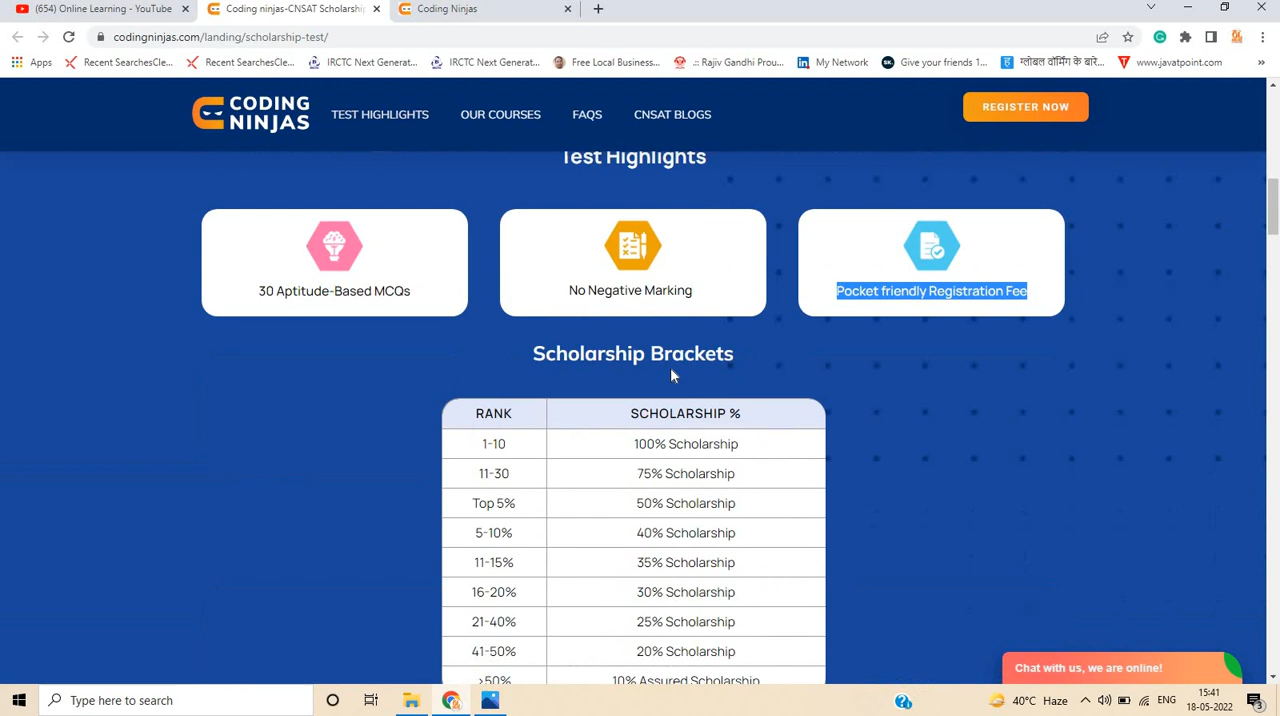 (654) Online Learning - YouTube
Coding ninjas-CNSAT Scholarship
Coding Ninjas
codingninjas.com/landing/scholarship-test/
Apps
Recent SearchesCle...
Recent SearchesCle...
IRCTC Next Generat...
IRCTC Next Generat...
Free Local Business...
.:: Rajiv Gandhi Prou...
My Network
Give your friends 1...
ग्लोबल वॉर्मिंग के बारे...
www.javatpoint.com
CODING NINJAS
TEST HIGHLIGHTS
OUR COURSES
FAQS
CNSAT BLOGS
REGISTER NOW
Test Highlights
30 Aptitude-Based MCQs
No Negative Marking
Pocket friendly Registration Fee
Scholarship Brackets
RANK SCHOLARSHIP %
1-10 100% Scholarship
11-30 75% Scholarship
Top 5% 50% Scholarship
5-10% 40% Scholarship
11-15% 35% Scholarship
16-20% 30% Scholarship
21-40% 25% Scholarship
41-50% 20% Scholarship
>50% 10% Assured Scholarship
Chat with us, we are online!
Type here to search
40°C Haze
ENG
15:41
18-05-2022
3